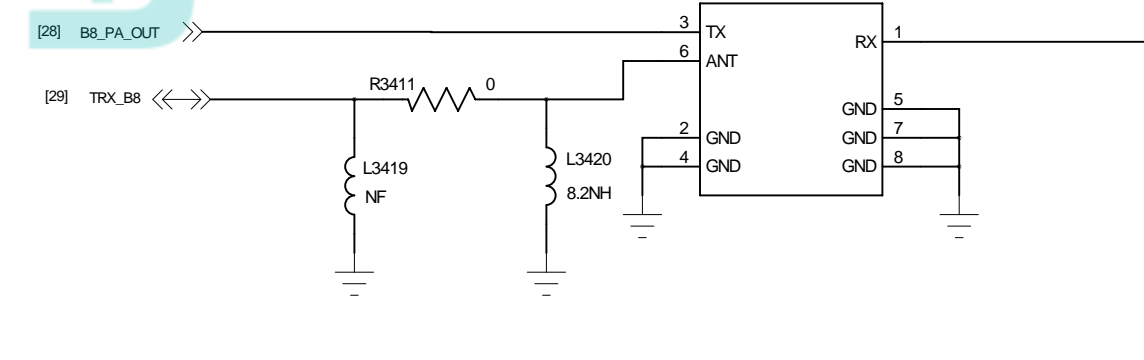 [28] B8_PA_OUT
3 TX
RX 1
6 ANT
R3411 0
[29] TRX_B8
GND 5
2 GND
GND 7
4 GND
GND 8
L3419
NF
L3420
8.2NH